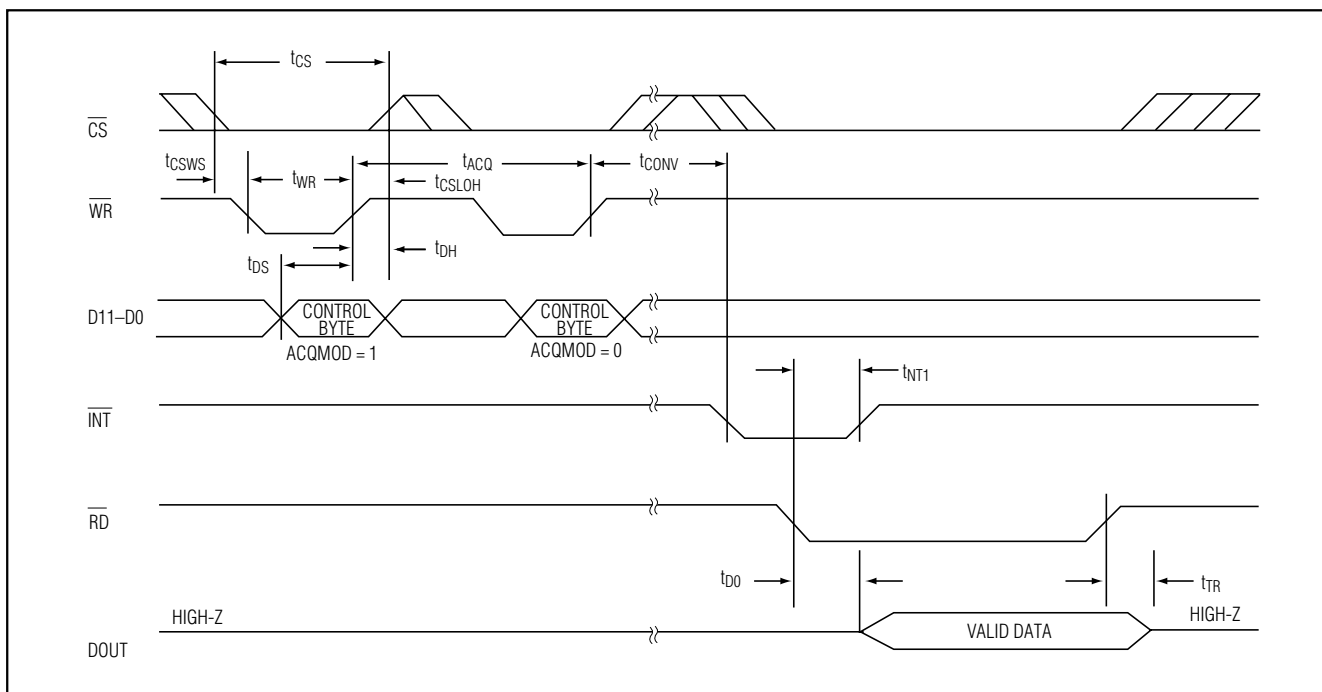 tCS
CS
tCSWS
tWR
tACQ
tCSLOH
tCONV
WR
tDS
tDH
D11–D0
CONTROL
BYTE
CONTROL
BYTE
ACQMOD = 1
ACQMOD = 0
tNT1
INT
RD
tD0
tTR
HIGH-Z
HIGH-Z
DOUT
VALID DATA